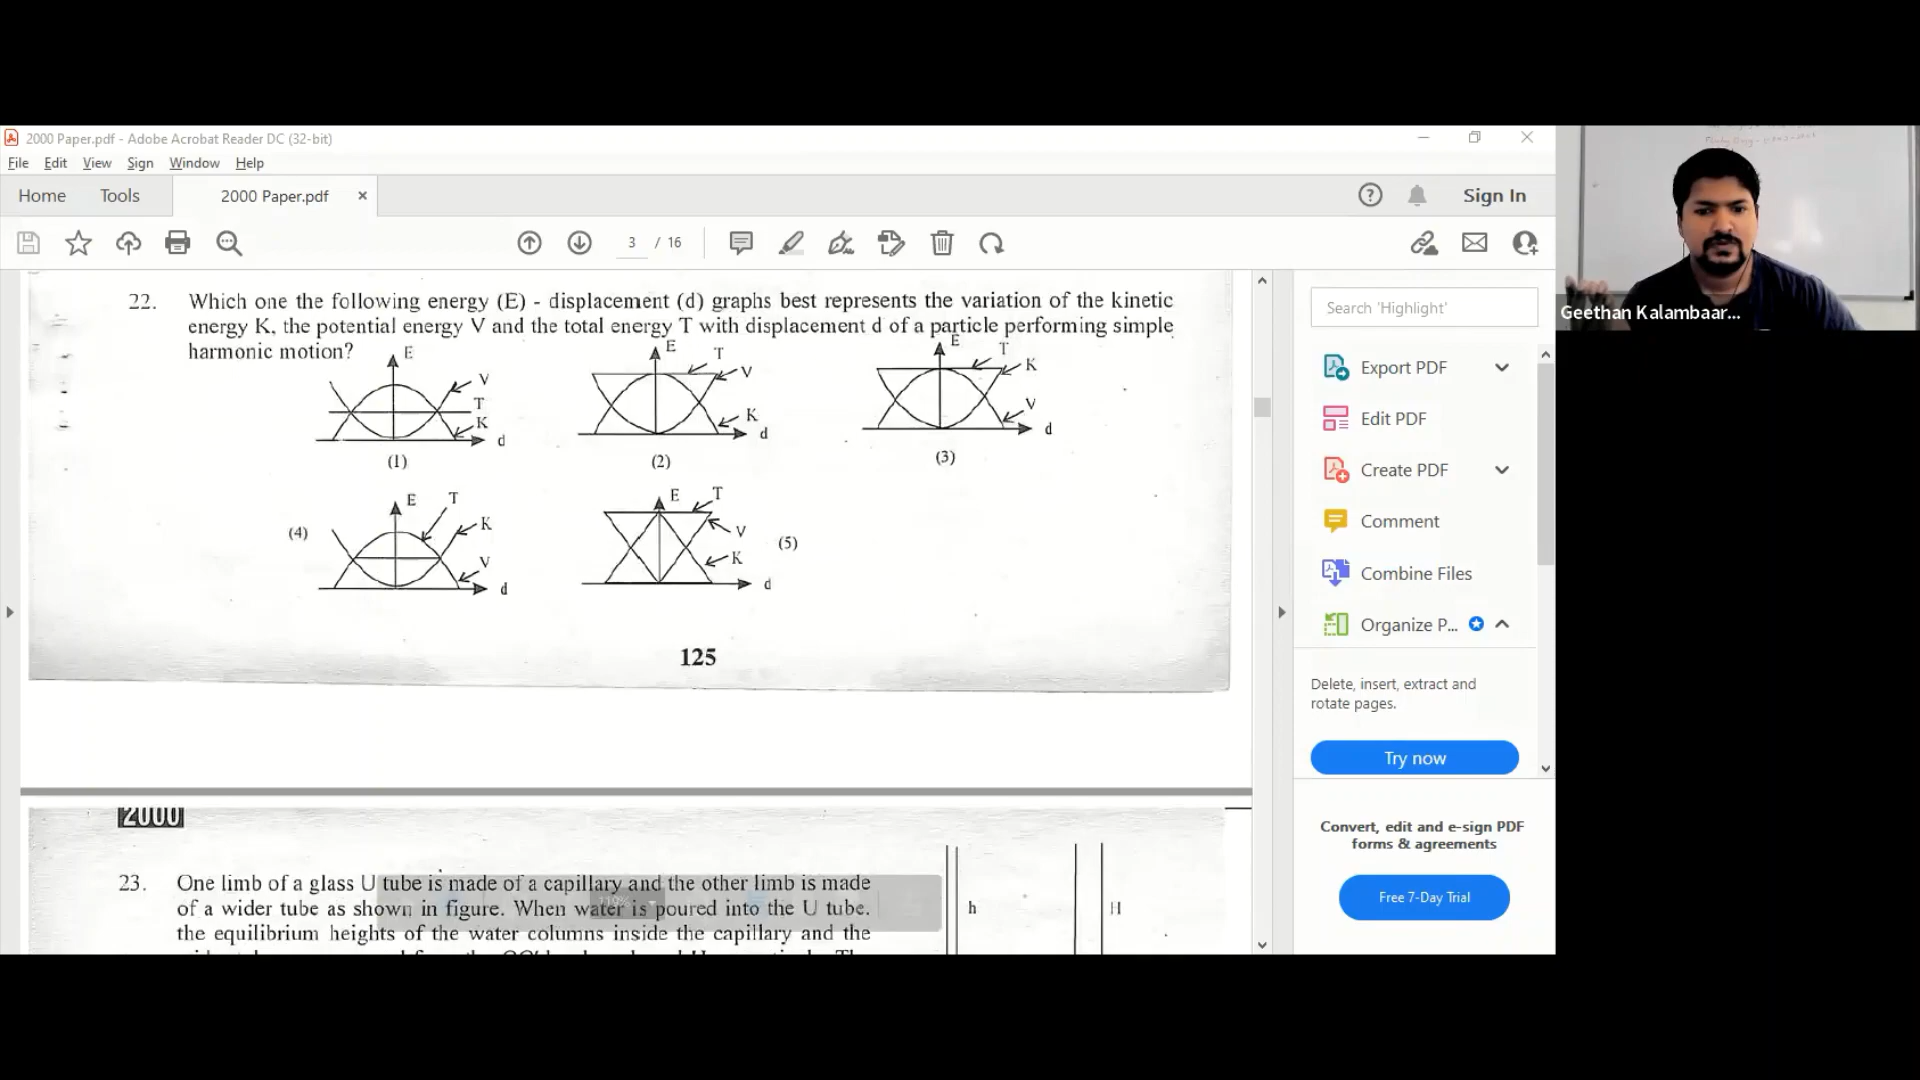 2000 Paper.pdf - Adobe Acrobat Reader DC (32-bit)
File Edit View Sign Window Help
Home Tools 2000 Paper.pdf × Sign In
3 / 16
22. Which one the following energy (E) - displacement (d) graphs best represents the variation of the kinetic
energy K, the potential energy V and the total energy T with displacement d of a particle performing simple
harmonic motion?
E V T K d
(1)
E T V K d
(2)
E T K V d
(3)
(4) E T K V d
E T V K d (5)
125
2000
23. One limb of a glass U tube is made of a capillary and the other limb is made
of a wider tube as shown in figure. When water is poured into the U tube.
the equilibrium heights of the water columns inside the capillary and the
h H
Search 'Highlight'
Export PDF
Edit PDF
Create PDF
Comment
Combine Files
Organize P...
Delete, insert, extract and
rotate pages.
Try now
Convert, edit and e-sign PDF
forms & agreements
Free 7-Day Trial
Geethan Kalambaar...